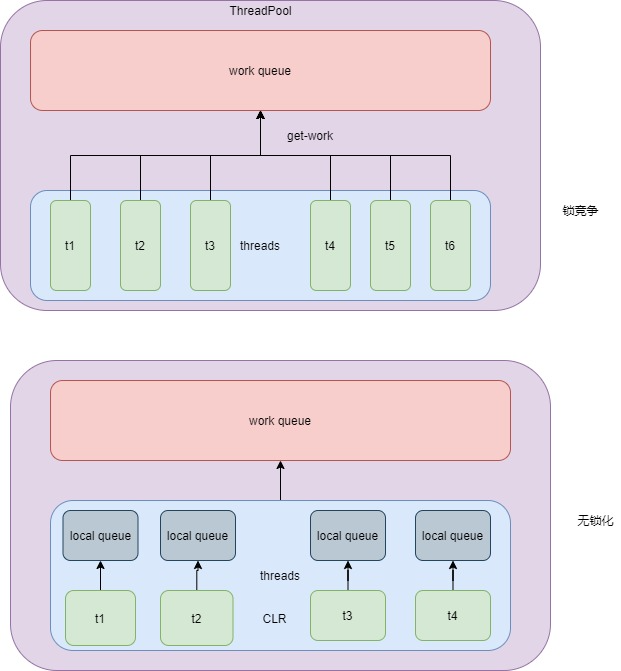 ThreadPool
work queue
get-work
t1
t2
t3
threads
t4
t5
t6
锁竞争
work queue
local queue
local queue
local queue
local queue
无锁化
threads
t1
t2
CLR
t3
t4